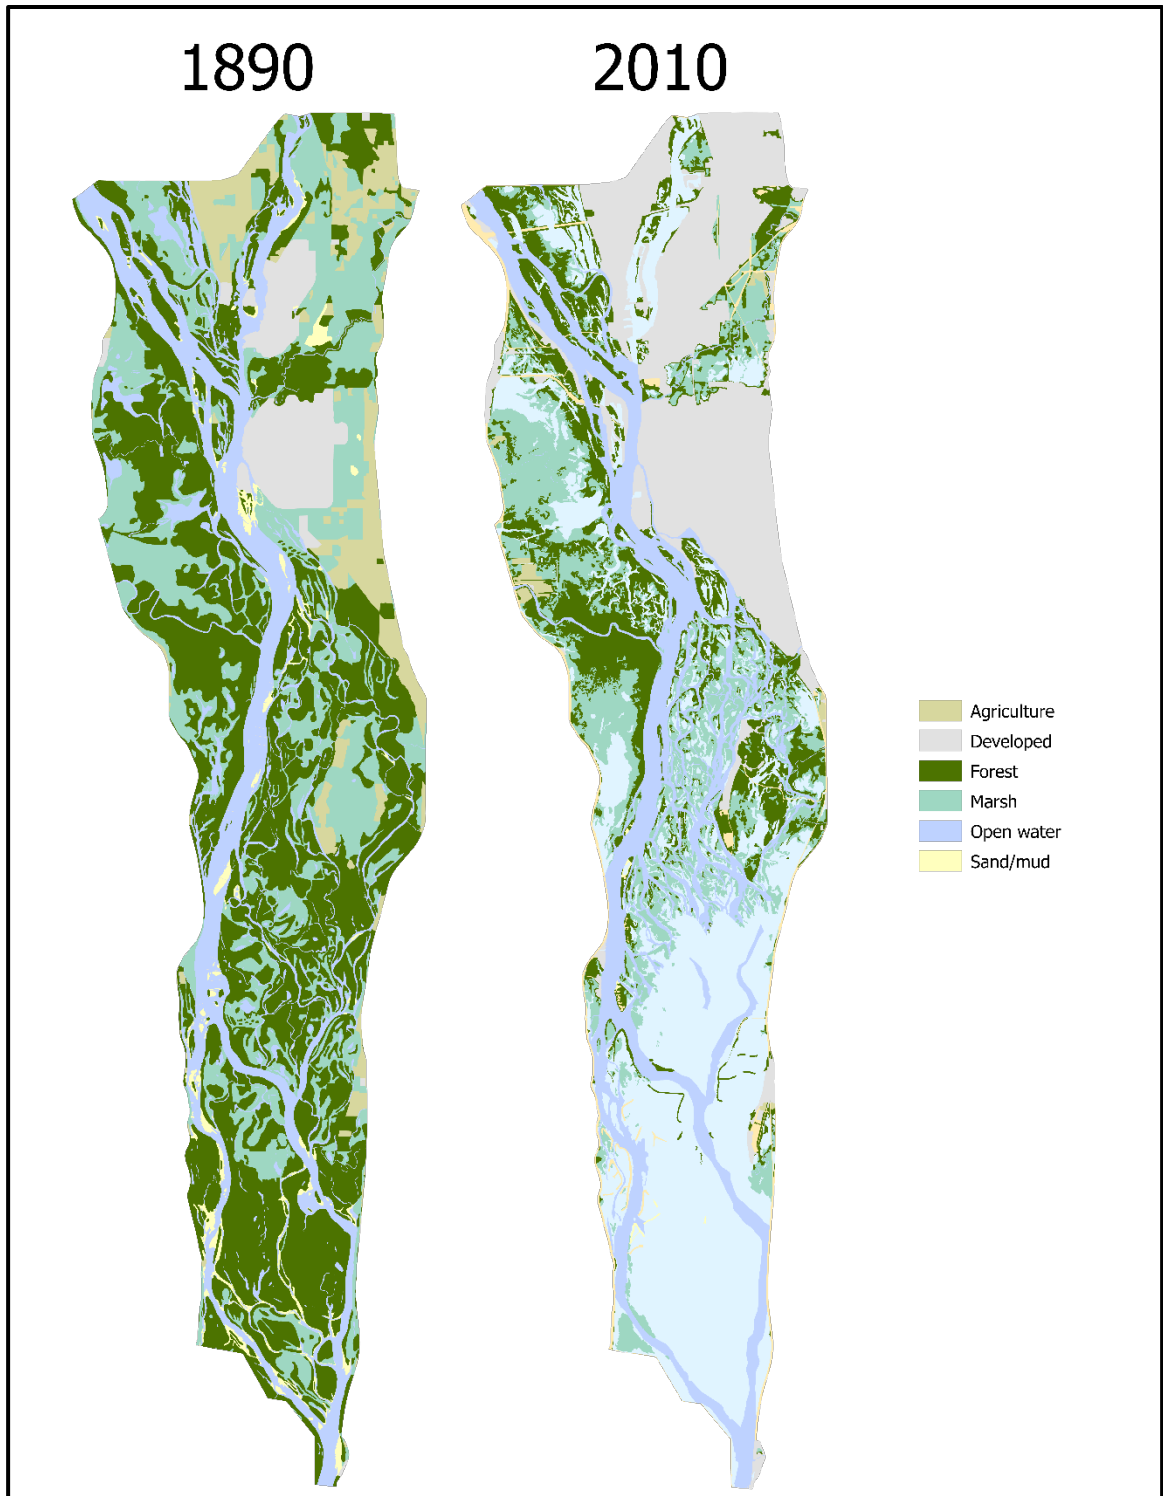 1890
2010
Agriculture
Developed
Forest
Marsh
Open water
Sand/mud